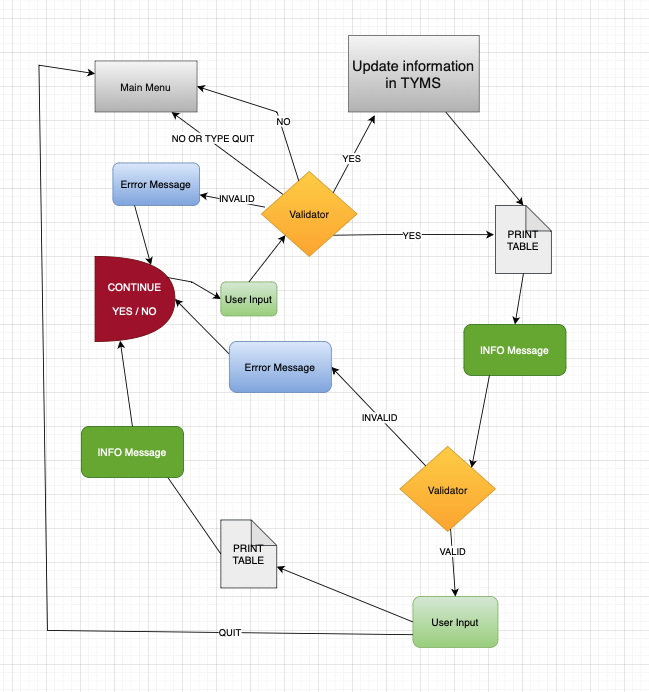 Update information
in TYMS
Main Menu
NO
NO OR TYPE QUIT
YES
Errror Message
INVALID
Validator
YES
PRINT
TABLE
CONTINUE
YES / NO
User Input
INFO Message
Errror Message
INVALID
INFO Message
Validator
PRINT
TABLE
VALID
User Input
QUIT